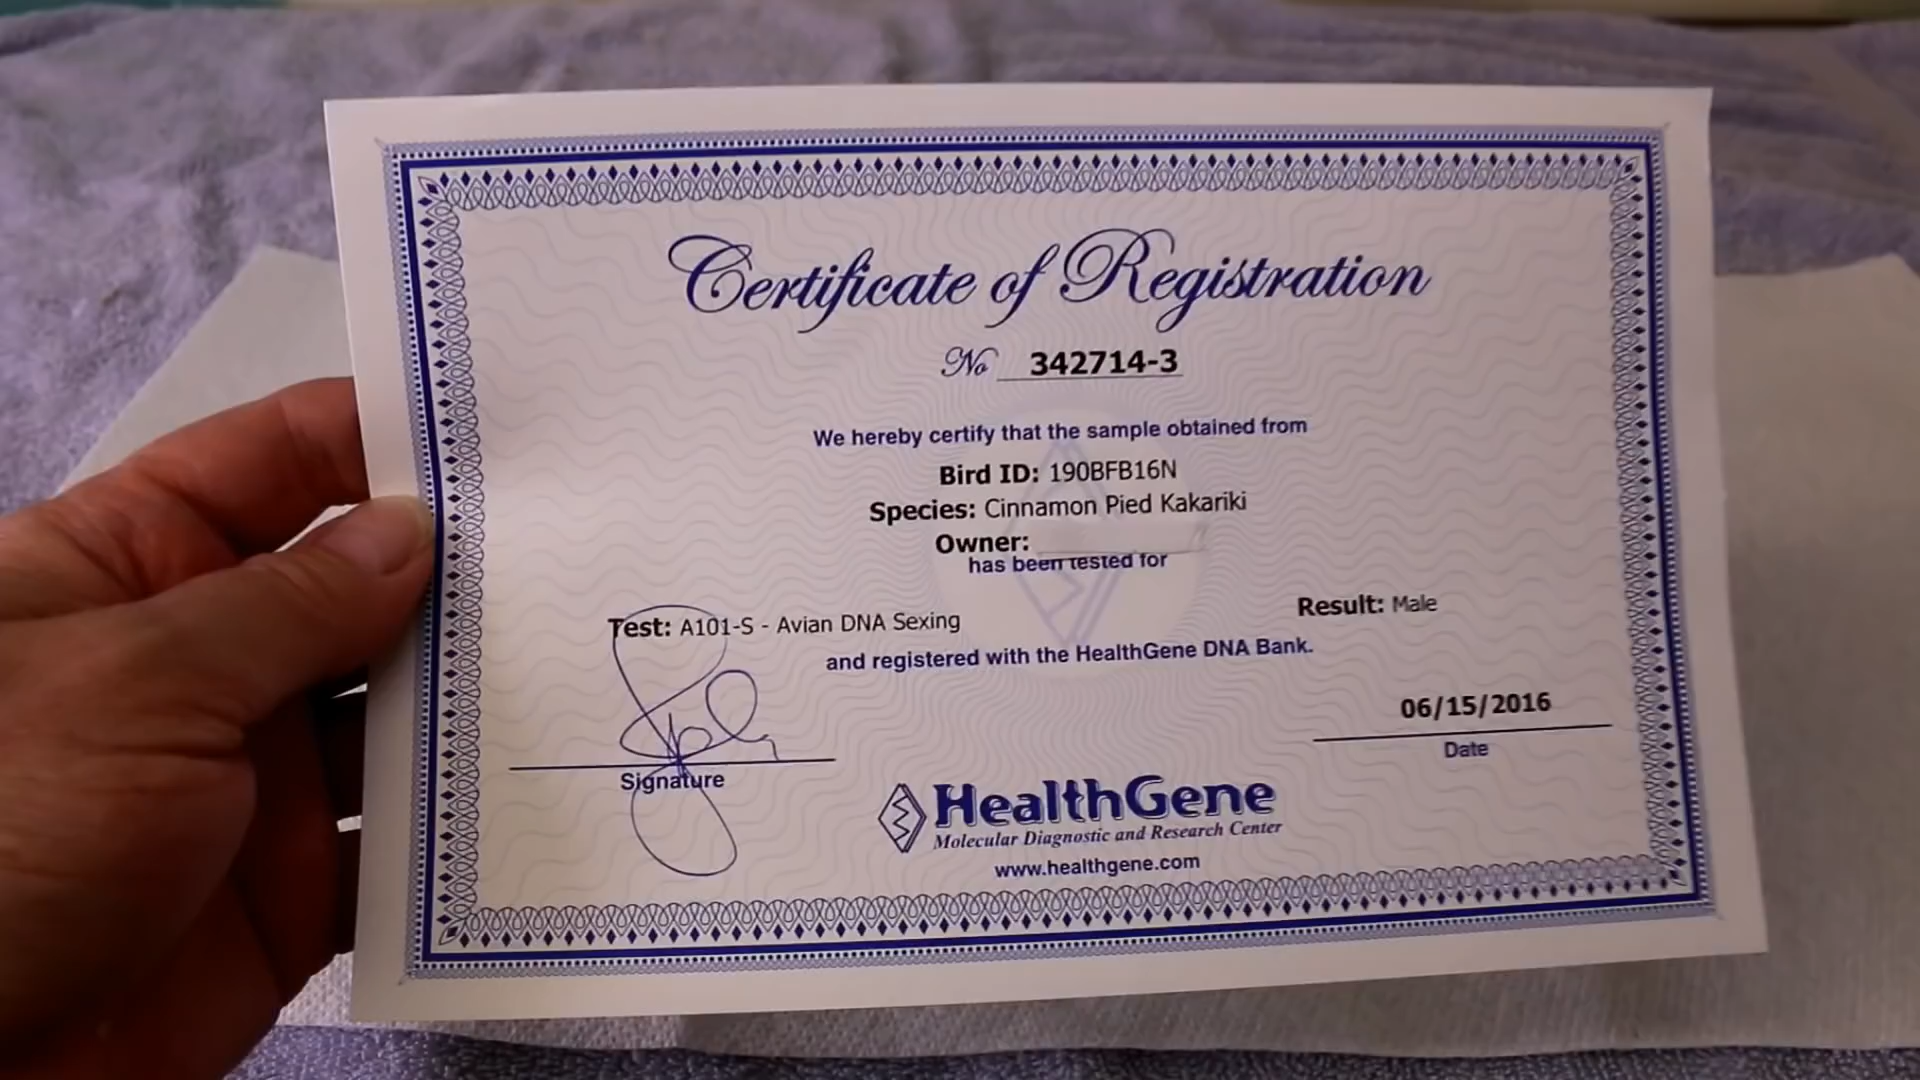 Certificate of Registration
No 342714-3
We hereby certify that the sample obtained from
Bird ID: 190BFB16N
Species: Cinnamon Pied Kakariki
Owner:
has been tested for
Test: A101-S - Avian DNA Sexing
Result: Male
and registered with the HealthGene DNA Bank.
06/15/2016
Date
Signature
HealthGene
Molecular Diagnostic and Research Center
www.healthgene.com